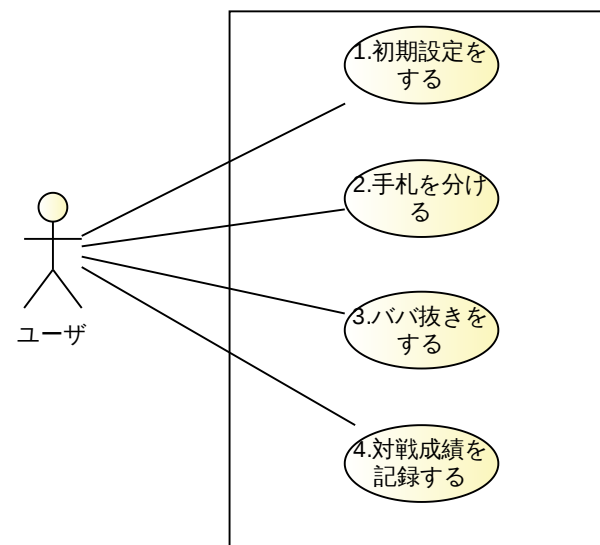 1.初期設定を
する
2.手札を分け
る
ユーザ
3.ババ抜きを
する
4.対戦成績を
記録する